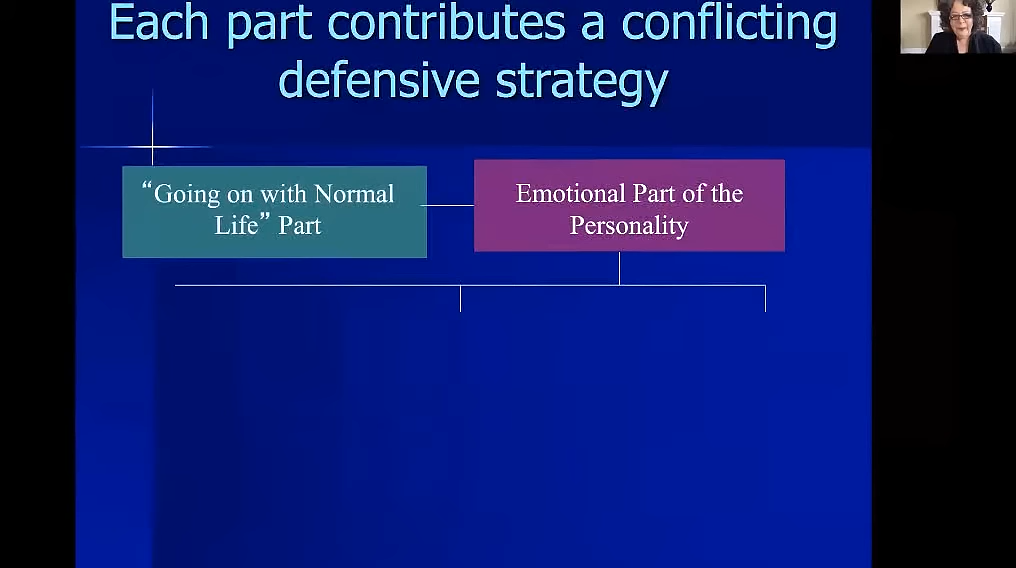 Each part contributes a conflicting
defensive strategy
“Going on with Normal
Life” Part
Emotional Part of the
Personality